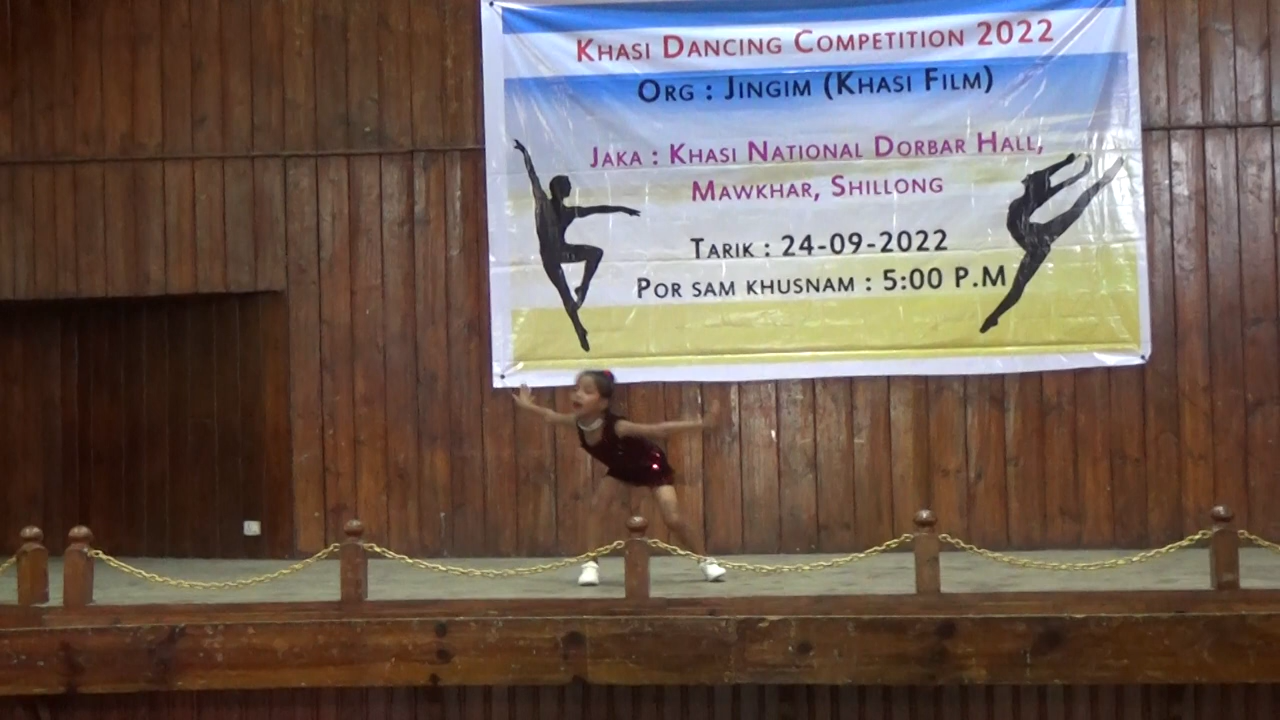 Khasi Dancing Competition 2022
Org : Jingim (Khasi Film)
Jaka : Khasi National Dorbar Hall,
Mawkhar, Shillong
Tarik : 24-09-2022
Por sam khusnam : 5:00 P.M